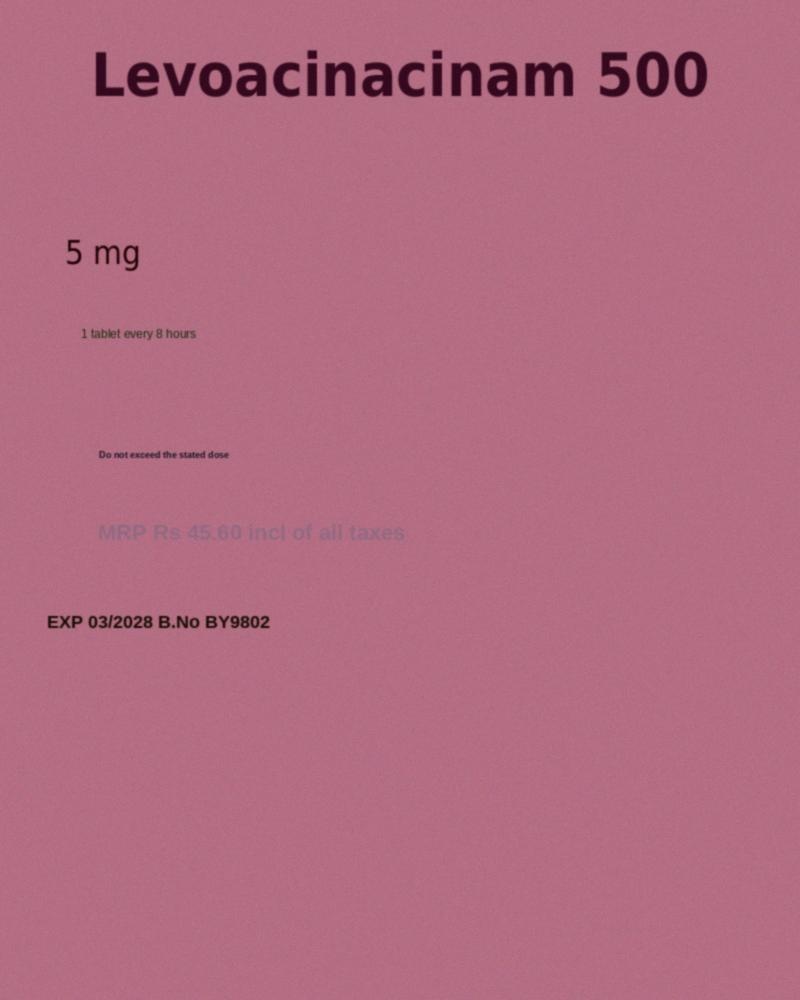 Levoacinacinam 500
5 mg
1 tablet every 8 hours
Do not exceed the stated dose
MRP Rs 45.60 incl of all taxes
EXP 03/2028 B.No BY9802